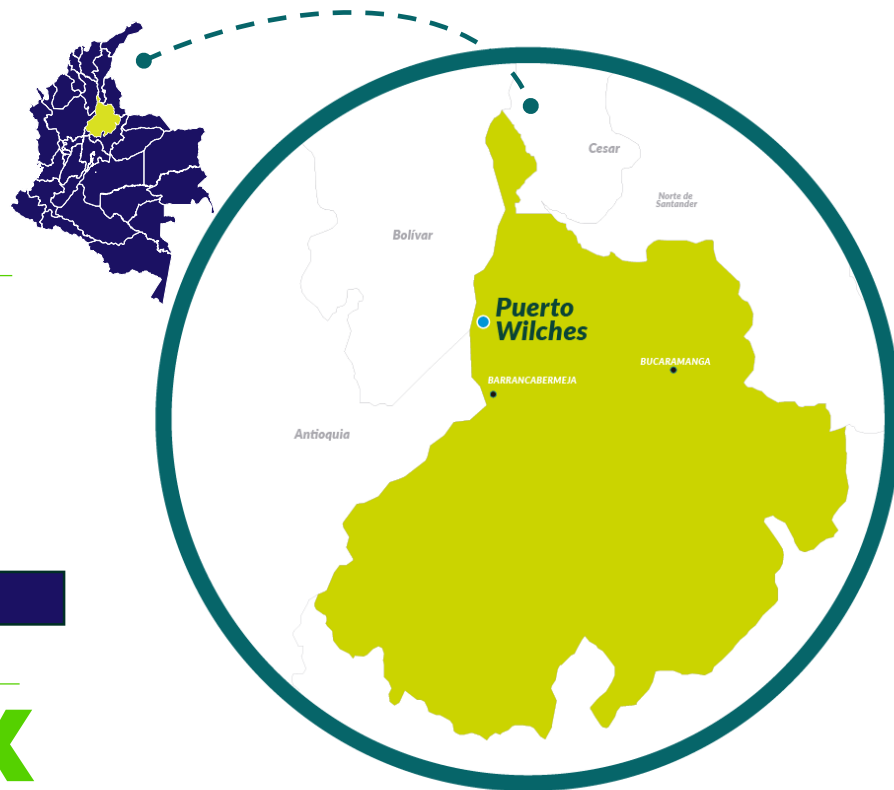 Cesar
Norte de
Santander
Bolívar
Puerto
Wilches
BUCARAMANGA
BARRANCABERMEJA
Antioquia